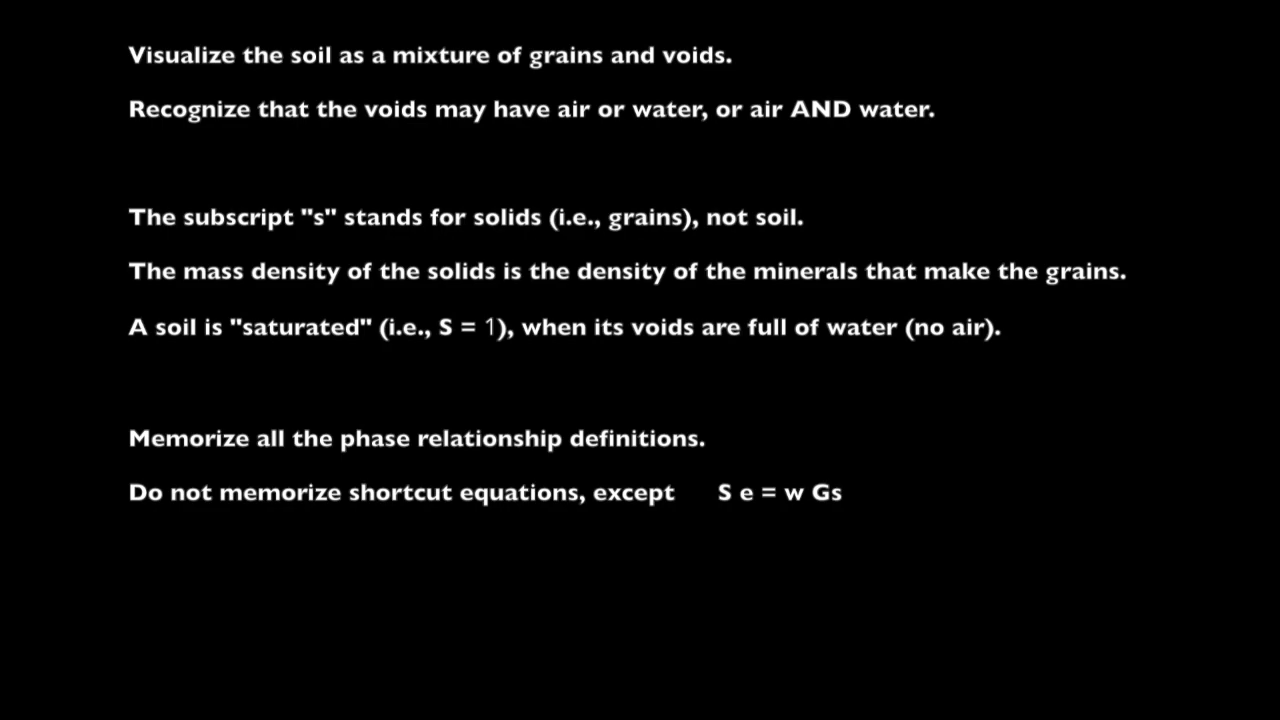 Visualize the soil as a mixture of grains and voids.
Recognize that the voids may have air or water, or air AND water.
The subscript "s" stands for solids (i.e., grains), not soil.
The mass density of the solids is the density of the minerals that make the grains.
A soil is "saturated" (i.e., S = 1), when its voids are full of water (no air).
Memorize all the phase relationship definitions.
Do not memorize shortcut equations, except S e = w Gs